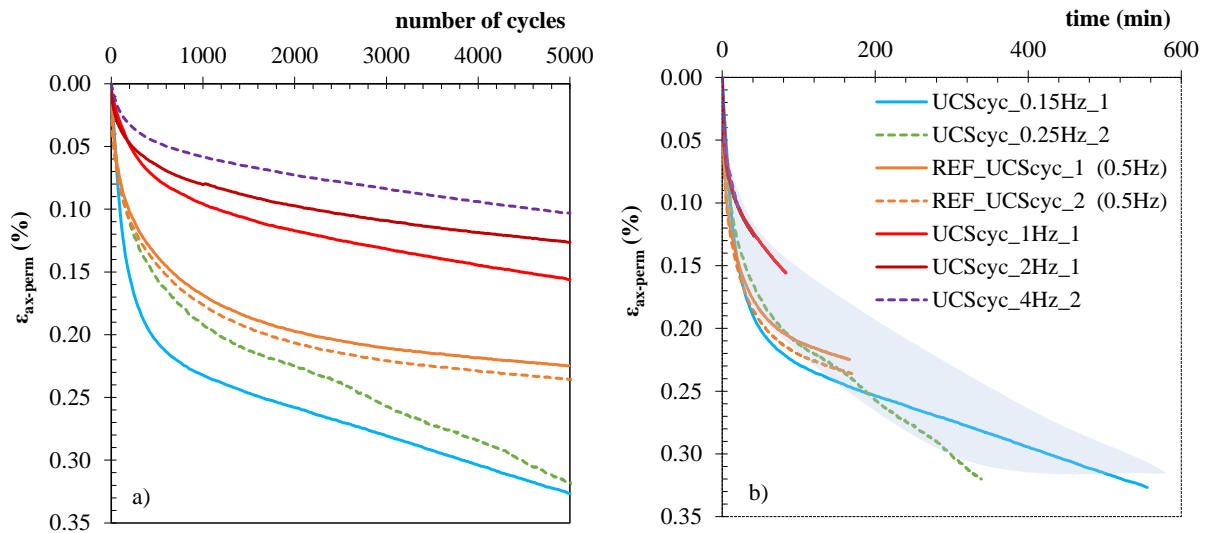 number of cycles
0 1000 2000 3000 4000 5000
0.00
0.05
0.10
0.15
0.20
0.25
0.30
0.35
εax-perm (%)
a)
time (min)
0 200 400 600
0.00
0.05
0.10
0.15
0.20
0.25
0.30
0.35
εax-perm (%)
UCScyc_0.15Hz_1
UCScyc_0.25Hz_2
REF_UCScyc_1 (0.5Hz)
REF_UCScyc_2 (0.5Hz)
UCScyc_1Hz_1
UCScyc_2Hz_1
UCScyc_4Hz_2
b)